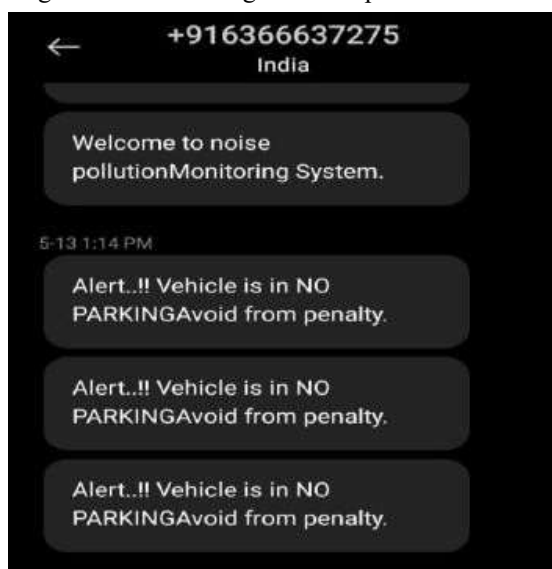 +916366637275
India
Welcome to noise
pollutionMonitoring System.
5-13 1:14 PM
Alert..!! Vehicle is in NO
PARKINGAvoid from penalty.
Alert..!! Vehicle is in NO
PARKINGAvoid from penalty.
Alert..!! Vehicle is in NO
PARKINGAvoid from penalty.